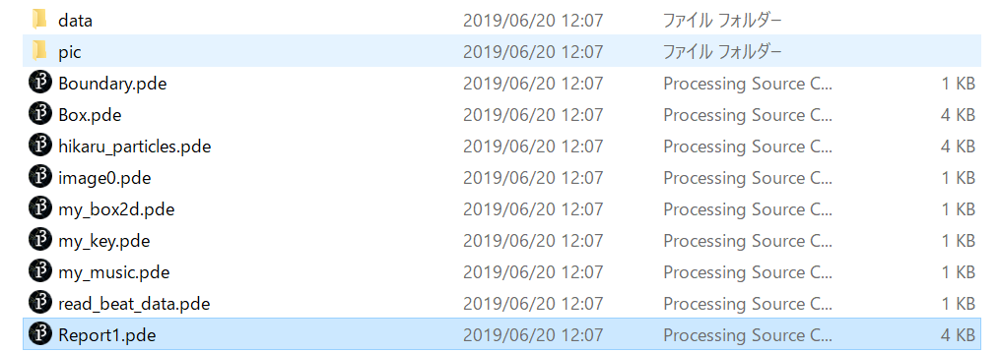 data 2019/06/20 12:07 ファイル フォルダー
pic 2019/06/20 12:07 ファイル フォルダー
Boundary.pde 2019/06/20 12:07 Processing Source C... 1 KB
Box.pde 2019/06/20 12:07 Processing Source C... 4 KB
hikaru_particles.pde 2019/06/20 12:07 Processing Source C... 4 KB
image0.pde 2019/06/20 12:07 Processing Source C... 1 KB
my_box2d.pde 2019/06/20 12:07 Processing Source C... 1 KB
my_key.pde 2019/06/20 12:07 Processing Source C... 1 KB
my_music.pde 2019/06/20 12:07 Processing Source C... 1 KB
read_beat_data.pde 2019/06/20 12:07 Processing Source C... 1 KB
Report1.pde 2019/06/20 12:07 Processing Source C... 4 KB